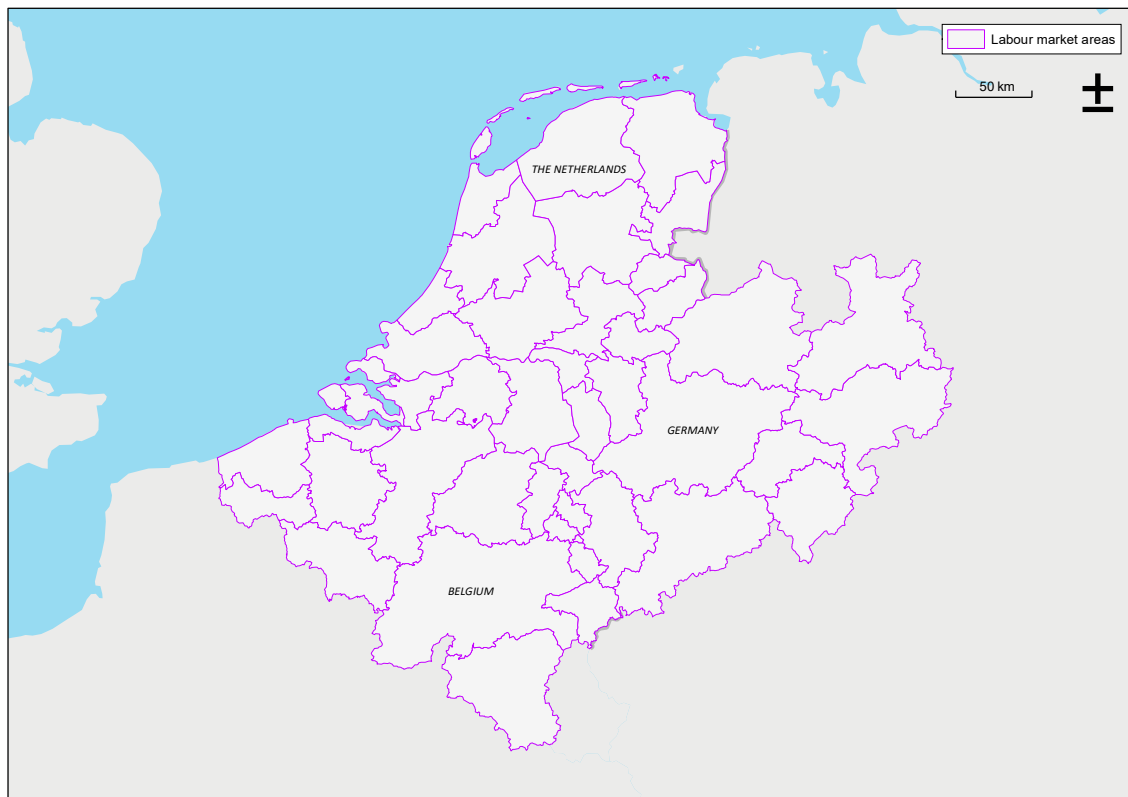 Labour market areas
50 km
±
THE NETHERLANDS
GERMANY
BELGIUM